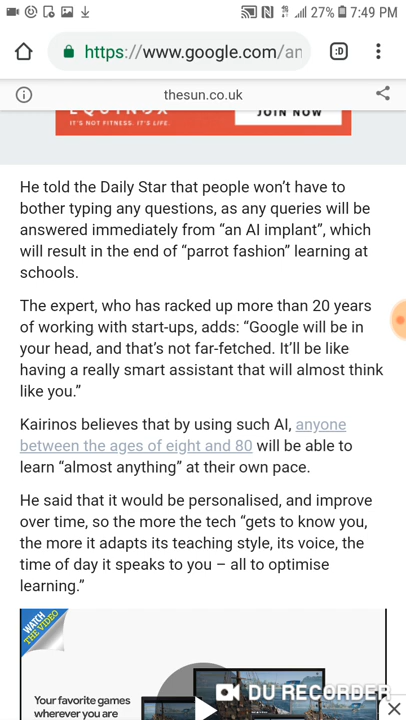 27% 7:49 PM
https://www.google.com/an
:D
thesun.co.uk
EQUINOX
JOIN NOW
IT'S NOT FITNESS. IT'S LIFE.
He told the Daily Star that people won’t have to
bother typing any questions, as any queries will be
answered immediately from “an AI implant”, which
will result in the end of “parrot fashion” learning at
schools.
The expert, who has racked up more than 20 years
of working with start-ups, adds: “Google will be in
your head, and that’s not far-fetched. It’ll be like
having a really smart assistant that will almost think
like you.”
Kairinos believes that by using such AI, anyone
between the ages of eight and 80 will be able to
learn “almost anything” at their own pace.
He said that it would be personalised, and improve
over time, so the more the tech “gets to know you,
the more it adapts its teaching style, its voice, the
time of day it speaks to you – all to optimise
learning.”
WATCH
THE VIDEO
DU RECORDER
Your favorite games
wherever you are